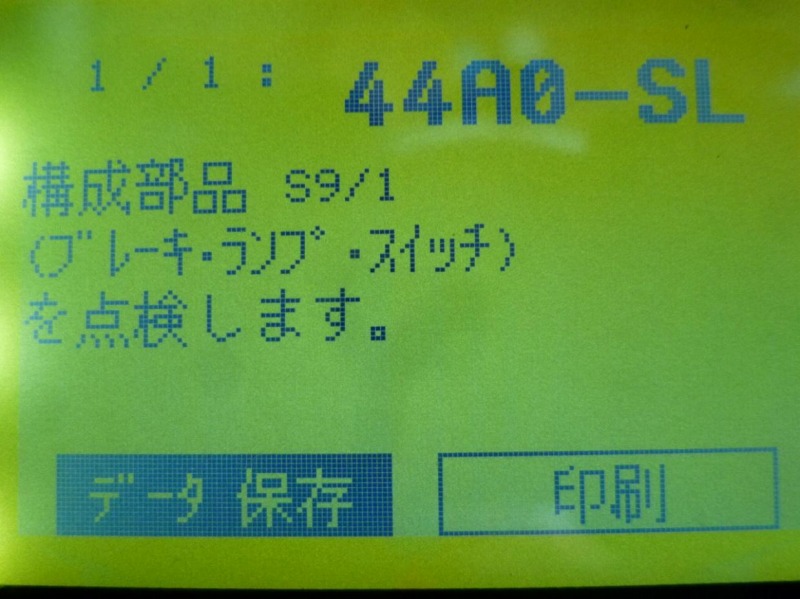 1/1: 44A0-SL
構成部品 S9/1
(ブレーキ・ランプ・スイッチ)
を点検します。
データ 保存 印刷